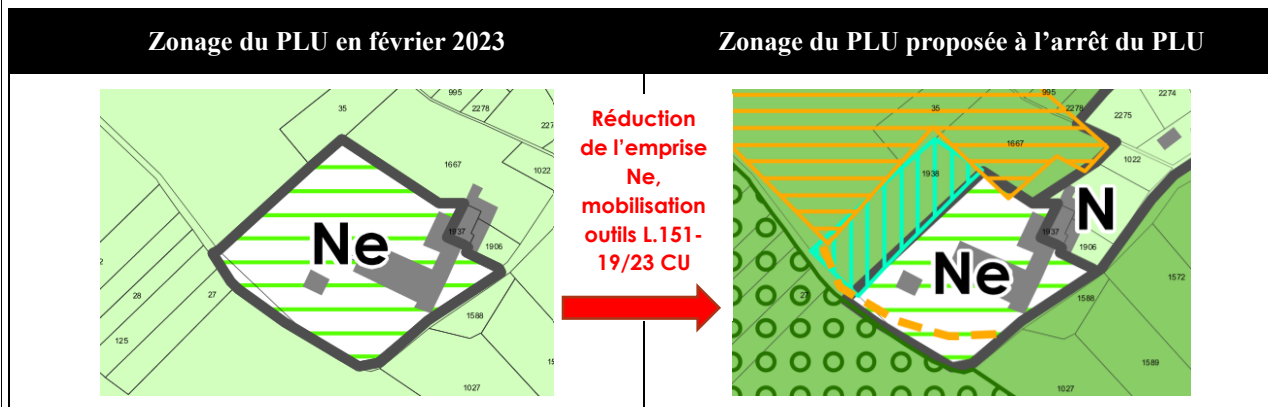 Zonage du PLU en février 2023
Zonage du PLU proposée à l'arrêt du PLU
35
995
2278
227
1667
1022
Ne
1937
1906
28
27
125
1588
1027
Réduction
de l'emprise
Ne,
mobilisation
outils L.151-
19/23 CU
995
2274
35
2278
2275
1667
1022
1938
N
1937
1906
Ne
27
1572
1588
1589
1027